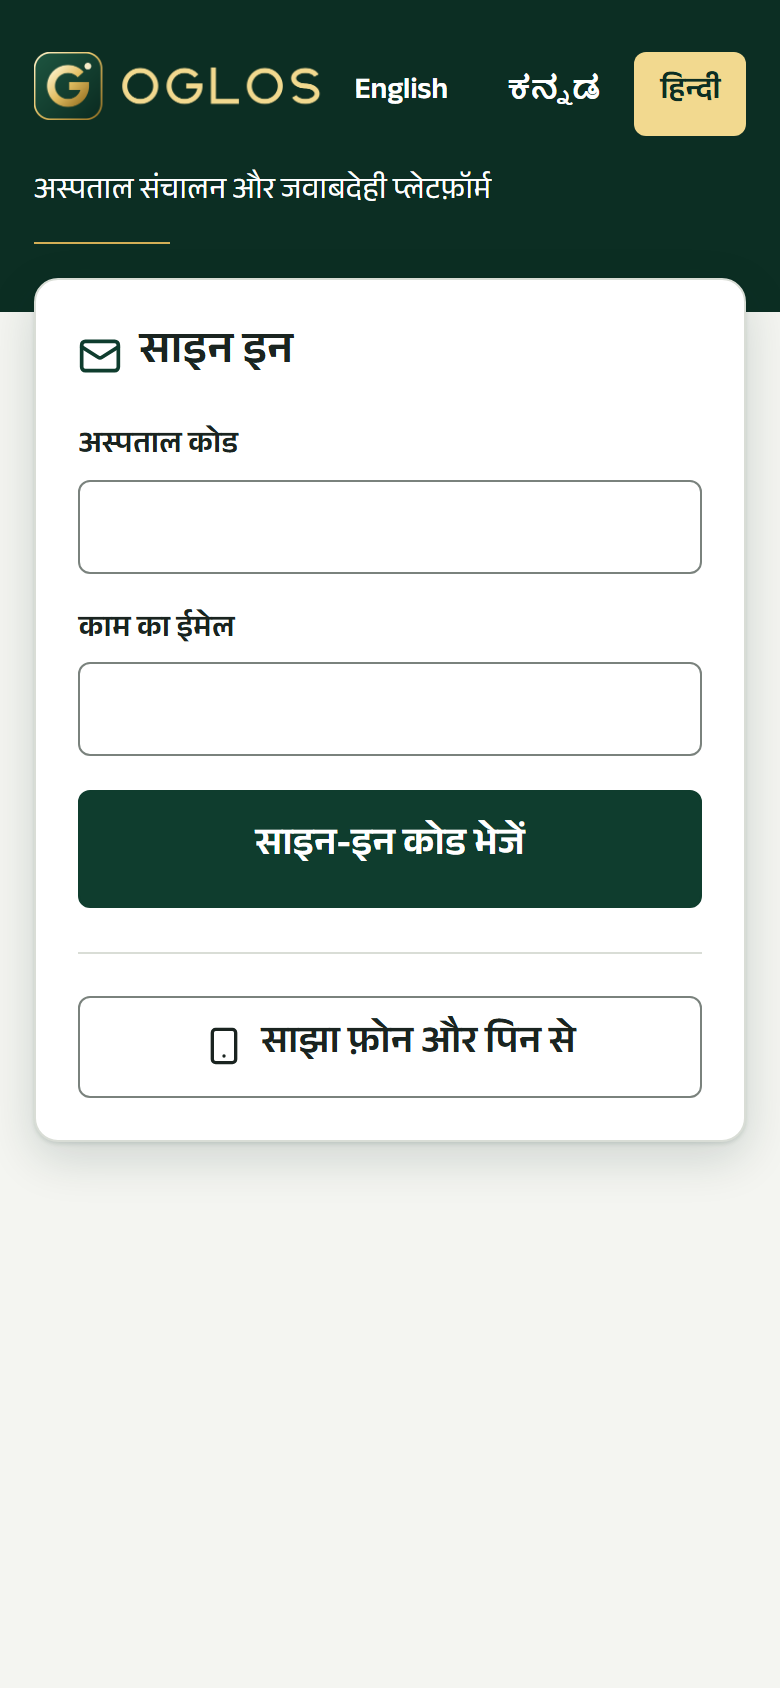 OGLOS English ಕನ್ನಡ हिन्दी
अस्पताल संचालन और जवाबदेही प्लेटफ़ॉर्म
साइन इन
अस्पताल कोड
काम का ईमेल
साइन-इन कोड भेजें
साझा फ़ोन और पिन से